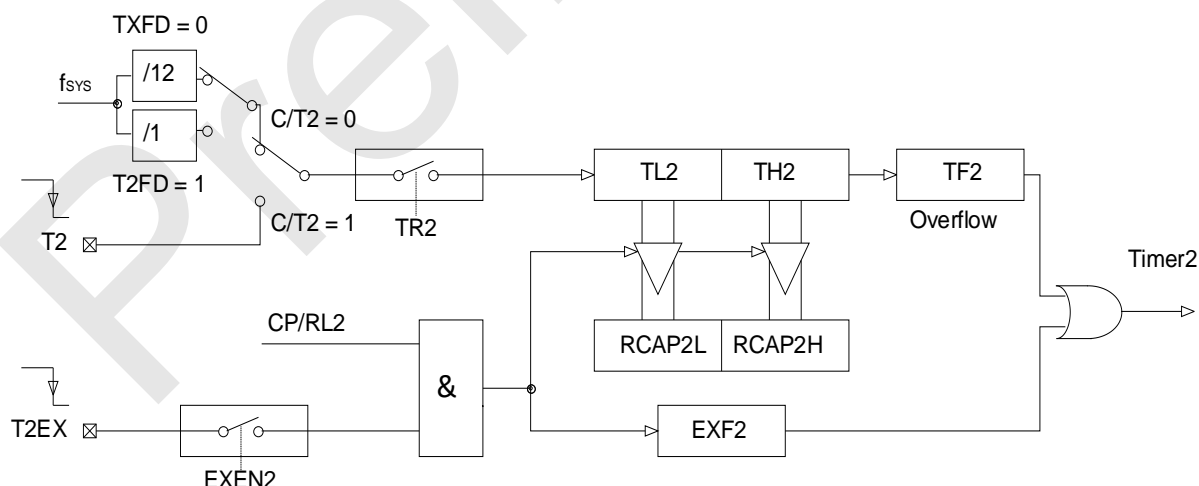 TXFD = 0
fSYS
/12
C/T2 = 0
/1
T2FD = 1
T2
C/T2 = 1
TR2
TL2
TH2
TF2
Overflow
Timer2
CP/RL2
&
RCAP2L
RCAP2H
T2EX
EXEN2
EXF2
Prem